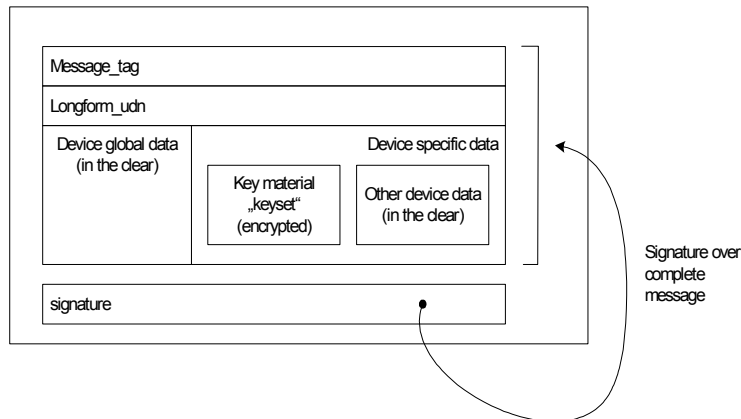 Message_tag
Longform_udn
Device global data
(in the clear)
Device specific data
Key material
„keyset“
(encrypted)
Other device data
(in the clear)
signature
Signature over
complete
message